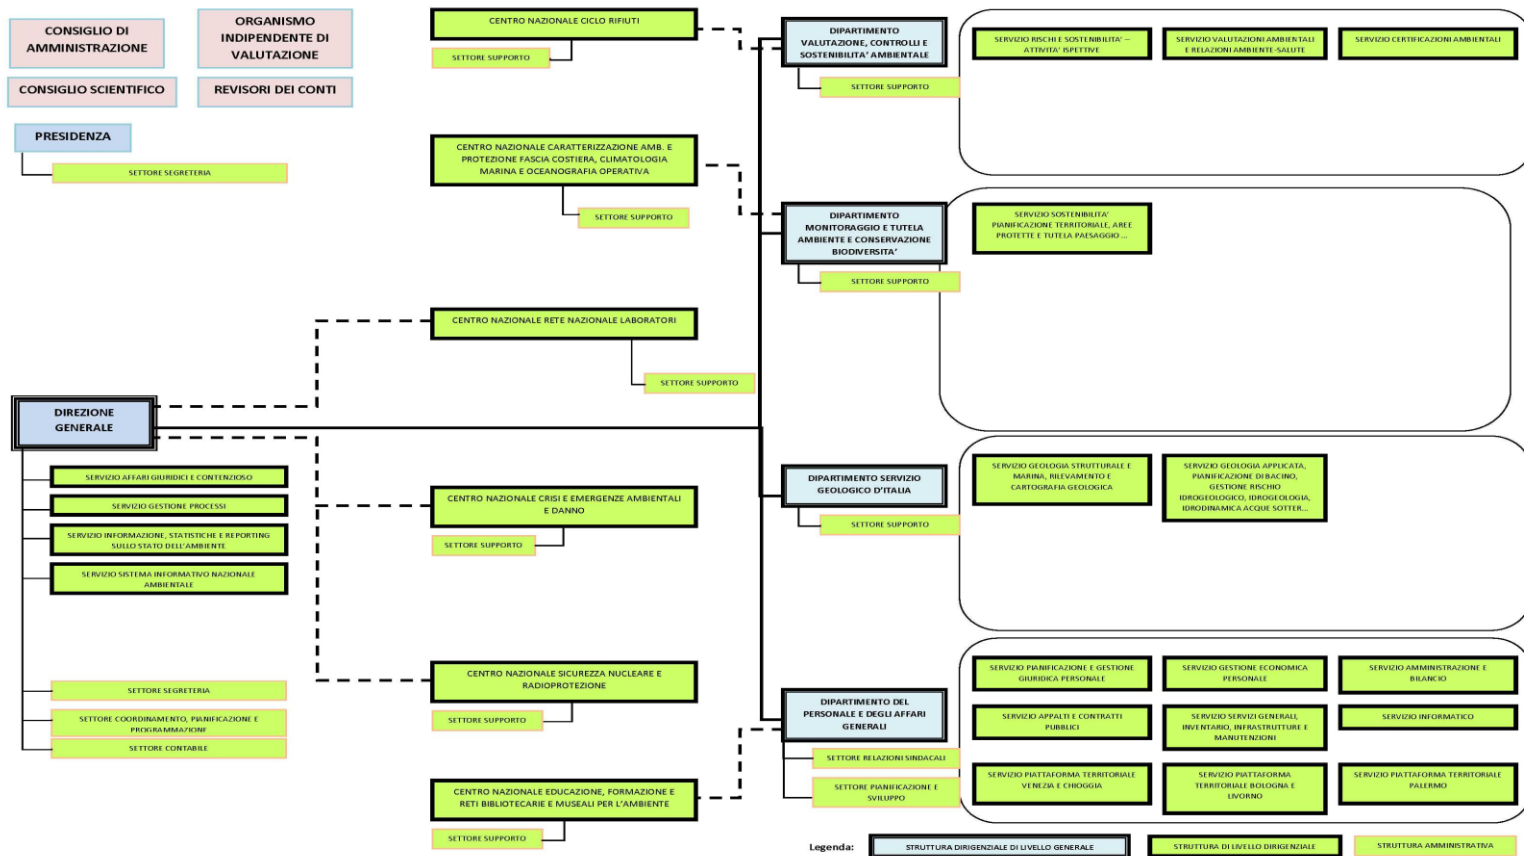 CONSIGLIO DI
AMMINISTRAZIONE
ORGANISMO
INDIPENDENTE DI
VALUTAZIONE
CONSIGLIO SCIENTIFICO
REVISORI DEI CONTI
PRESIDENZA
SETTORE SEGRETERIA
DIREZIONE
GENERALE
SERVIZIO AFFARI GIURIDICI E CONTENZIOSO
SERVIZIO GESTIONE PROCESSI
SERVIZIO INFORMAZIONE, STATISTICHE E REPORTING
SULLO STATO DELL'AMBIENTE
SERVIZIO SISTEMA INFORMATIVO NAZIONALE
AMBIENTALE
SETTORE SEGRETERIA
SETTORE COORDINAMENTO, PIANIFICAZIONE E
PROGRAMMAZIONE
SETTORE CONTABILE
CENTRO NAZIONALE CICLO RIFIUTI
SETTORE SUPPORTO
CENTRO NAZIONALE CARATTERIZZAZIONE AMB. E
PROTEZIONE FASCIA COSTIERA, CLIMATOLOGIA
MARINA E OCEANOGRAFIA OPERATIVA
SETTORE SUPPORTO
CENTRO NAZIONALE RETE NAZIONALE LABORATORI
SETTORE SUPPORTO
CENTRO NAZIONALE CRISI E EMERGENZE AMBIENTALI
E DANNO
SETTORE SUPPORTO
CENTRO NAZIONALE SICUREZZA NUCLEARE E
RADIOPROTEZIONE
SETTORE SUPPORTO
CENTRO NAZIONALE EDUCAZIONE, FORMAZIONE E
RETI BIBLIOTECARIE E MUSEALI PER L'AMBIENTE
SETTORE SUPPORTO
DIPARTIMENTO
VALUTAZIONE, CONTROLLI E
SOSTENIBILITA' AMBIENTALE
SETTORE SUPPORTO
SERVIZIO RISCHI E SOSTENIBILITA' –
ATTIVITA' ISPETTIVE
SERVIZIO VALUTAZIONI AMBIENTALI
E RELAZIONI AMBIENTE-SALUTE
SERVIZIO CERTIFICAZIONI AMBIENTALI
DIPARTIMENTO
MONITORAGGIO E TUTELA
AMBIENTE E CONSERVAZIONE
BIODIVERSITA'
SETTORE SUPPORTO
SERVIZIO SOSTENIBILITA'
PIANIFICAZIONE TERRITORIALE, AREE
PROTETTE E TUTELA PAESAGGIO ...
DIPARTIMENTO SERVIZIO
GEOLOGICO D'ITALIA
SETTORE SUPPORTO
SERVIZIO GEOLOGIA STRUTTURALE E
MARINA, RILEVAMENTO E
CARTOGRAFIA GEOLOGICA
SERVIZIO GEOLOGIA APPLICATA,
PIANIFICAZIONE DI BACINO,
GESTIONE RISCHIO
IDROGEOLOGICO, IDROGEOLOGIA,
IDRODINAMICA ACQUE SOTTER...
DIPARTIMENTO DEL
PERSONALE E DEGLI AFFARI
GENERALI
SETTORE RELAZIONI SINDACALI
SETTORE PIANIFICAZIONE E
SVILUPPO
SERVIZIO PIANIFICAZIONE E GESTIONE
GIURIDICA PERSONALE
SERVIZIO GESTIONE ECONOMICA
PERSONALE
SERVIZIO AMMINISTRAZIONE E
BILANCIO
SERVIZIO APPALTI E CONTRATTI
PUBBLICI
SERVIZIO SERVIZI GENERALI,
INVENTARIO, INFRASTRUTTURE E
MANUTENZIONI
SERVIZIO INFORMATICO
SERVIZIO PIATTAFORMA TERRITORIALE
VENEZIA E CHIOGGIA
SERVIZIO PIATTAFORMA
TERRITORIALE BOLOGNA E
LIVORNO
SERVIZIO PIATTAFORMA TERRITORIALE
PALERMO
Legenda:
STRUTTURA DIRIGENZIALE DI LIVELLO GENERALE
STRUTTURA DI LIVELLO DIRIGENZIALE
STRUTTURA AMMINISTRATIVA